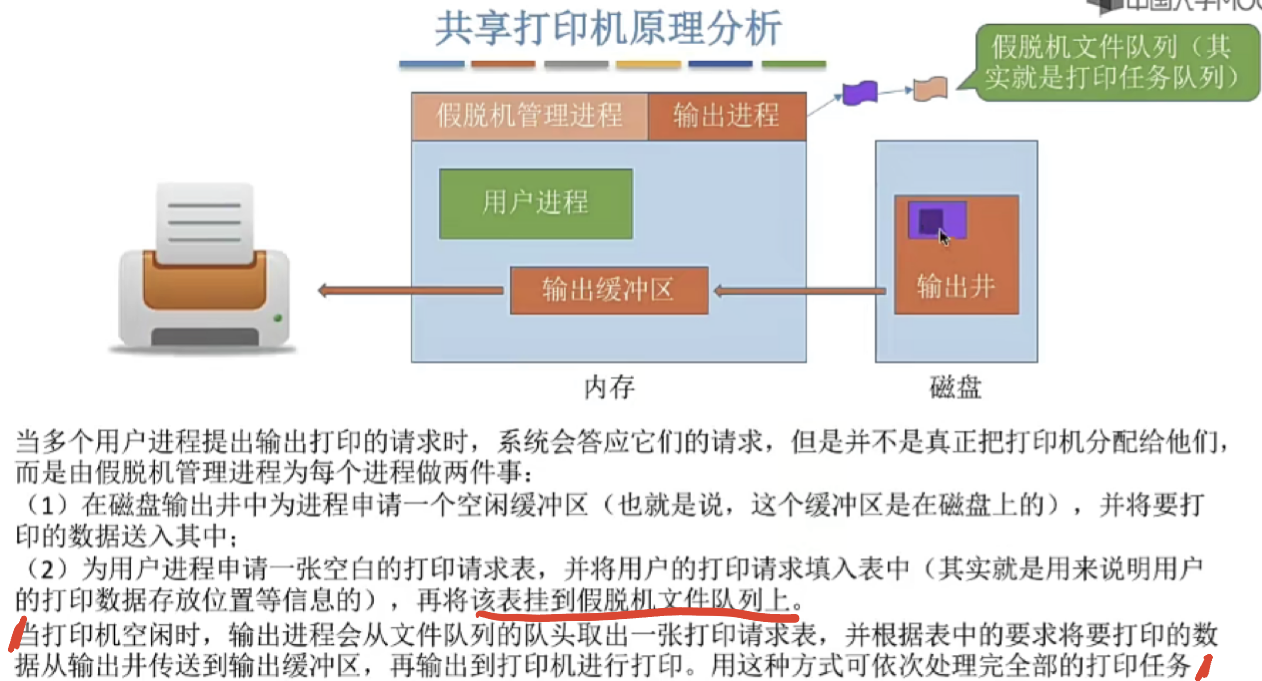 中国大学MOO
共享打印机原理分析
假脱机文件队列（其
实就是打印任务队列）
假脱机管理进程
输出进程
用户进程
输出缓冲区
输出井
内存
磁盘
当多个用户进程提出输出打印的请求时，系统会答应它们的请求，但是并不是真正把打印机分配给他们，
而是由假脱机管理进程为每个进程做两件事：
（1）在磁盘输出井中为进程申请一个空闲缓冲区（也就是说，这个缓冲区是在磁盘上的），并将要打
印的数据送入其中；
（2）为用户进程申请一张空白的打印请求表，并将用户的打印请求填入表中（其实就是用来说明用户
的打印数据存放位置等信息的），再将该表挂到假脱机文件队列上。
当打印机空闲时，输出进程会从文件队列的队头取出一张打印请求表，并根据表中的要求将要打印的数
据从输出井传送到输出缓冲区，再输出到打印机进行打印。用这种方式可依次处理完全部的打印任务